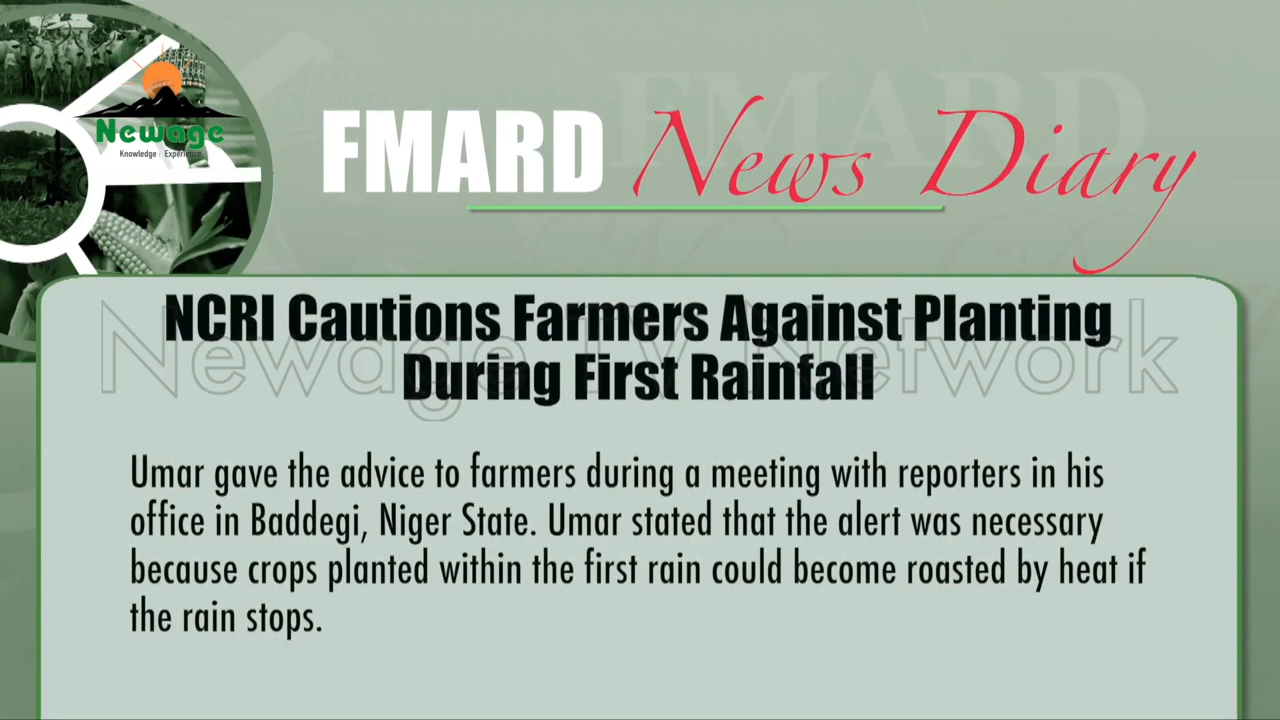 Newage
Knowledge : Experience
FMARD News Diary
NCRI Cautions Farmers Against Planting
During First Rainfall
Newage TV Network
Umar gave the advice to farmers during a meeting with reporters in his
office in Baddegi, Niger State. Umar stated that the alert was necessary
because crops planted within the first rain could become roasted by heat if
the rain stops.